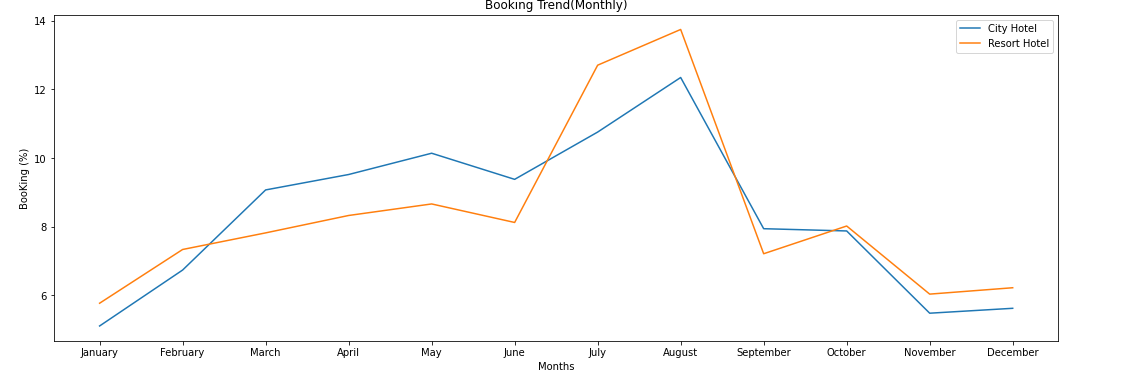 Booking Trend(Monthly)
City Hotel
Resort Hotel
14
12
10
8
6
BooKing (%)
January February March April May June July August September October November December
Months